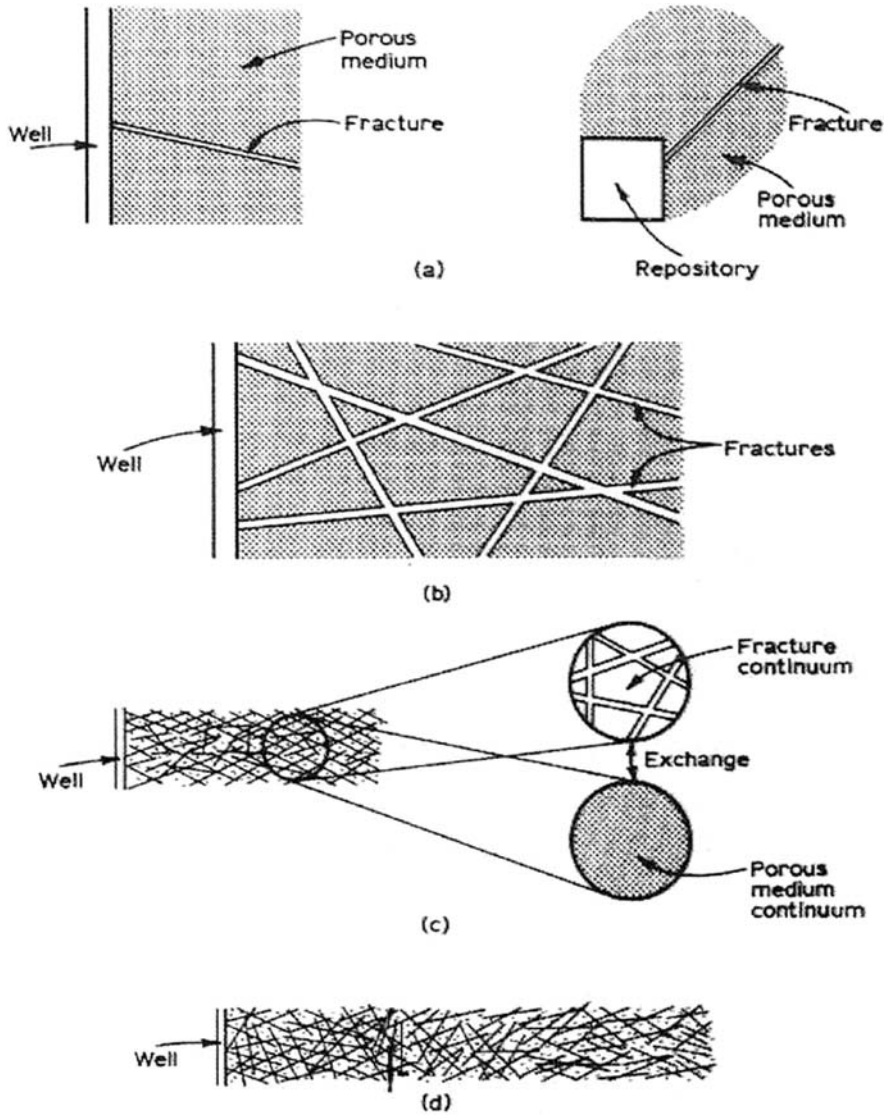 Porous
medium
Well
Fracture
Fracture
Porous
medium
Repository
(a)
Well
Fractures
(b)
Fracture
continuum
Well
Exchange
Porous
medium
continuum
(c)
Well
(d)